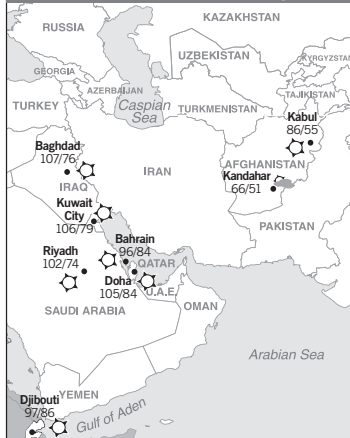 KAZAKHSTAN
RUSSIA
UZBEKISTAN
KYRGYZSTAN
GEORGIA
TAJIKISTAN
AZERBAIJAN
TURKEY
Caspian
Sea
TURKMENISTAN
Kabul
86/55
Baghdad
107/76
IRAN
AFGHANISTAN
Kandahar
66/51
IRAQ
Kuwait
City
106/79
PAKISTAN
Bahrain
96/84
Riyadh
102/74
QATAR
Doha
105/84
U.A.E.
OMAN
SAUDI ARABIA
Arabian Sea
YEMEN
Djibouti
97/86
Gulf of Aden